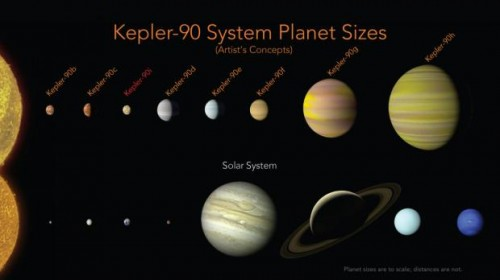 Kepler-90 System Planet Sizes
(Artist's Concepts)
Kepler-90b
Kepler-90c
Kepler-90i
Kepler-90d
Kepler-90e
Kepler-90f
Kepler-90g
Kepler-90h
Solar System
Planet sizes are to scale, distances are not.